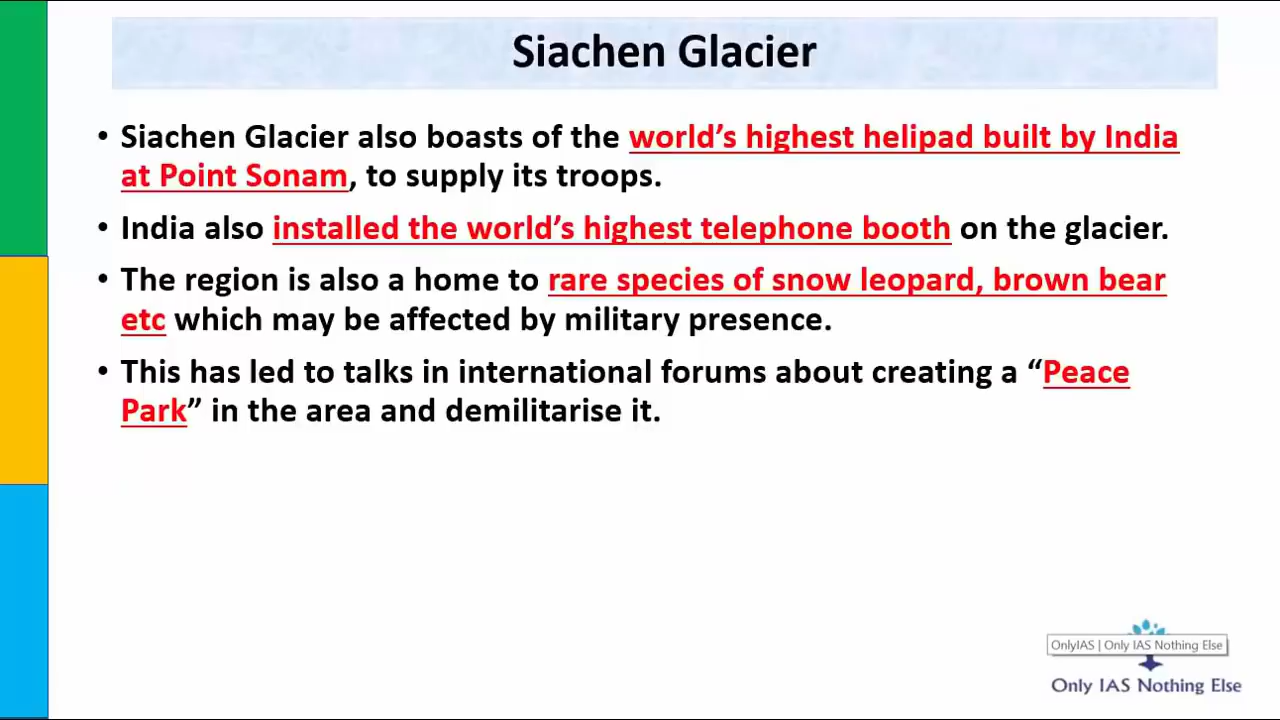 Siachen Glacier
• Siachen Glacier also boasts of the world’s highest helipad built by India
at Point Sonam, to supply its troops.
• India also installed the world’s highest telephone booth on the glacier.
• The region is also a home to rare species of snow leopard, brown bear
etc which may be affected by military presence.
• This has led to talks in international forums about creating a “Peace
Park” in the area and demilitarise it.
OnlyIAS | Only IAS Nothing Else
Only IAS Nothing Else